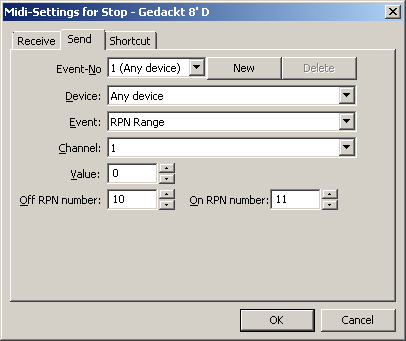 Midi-Settings for Stop - Gedackt 8' D
Receive Send Shortcut
Event-No 1 (Any device) New Delete
Device: Any device
Event: RPN Range
Channel: 1
Value: 0
Off RPN number: 10 On RPN number: 11
OK Cancel